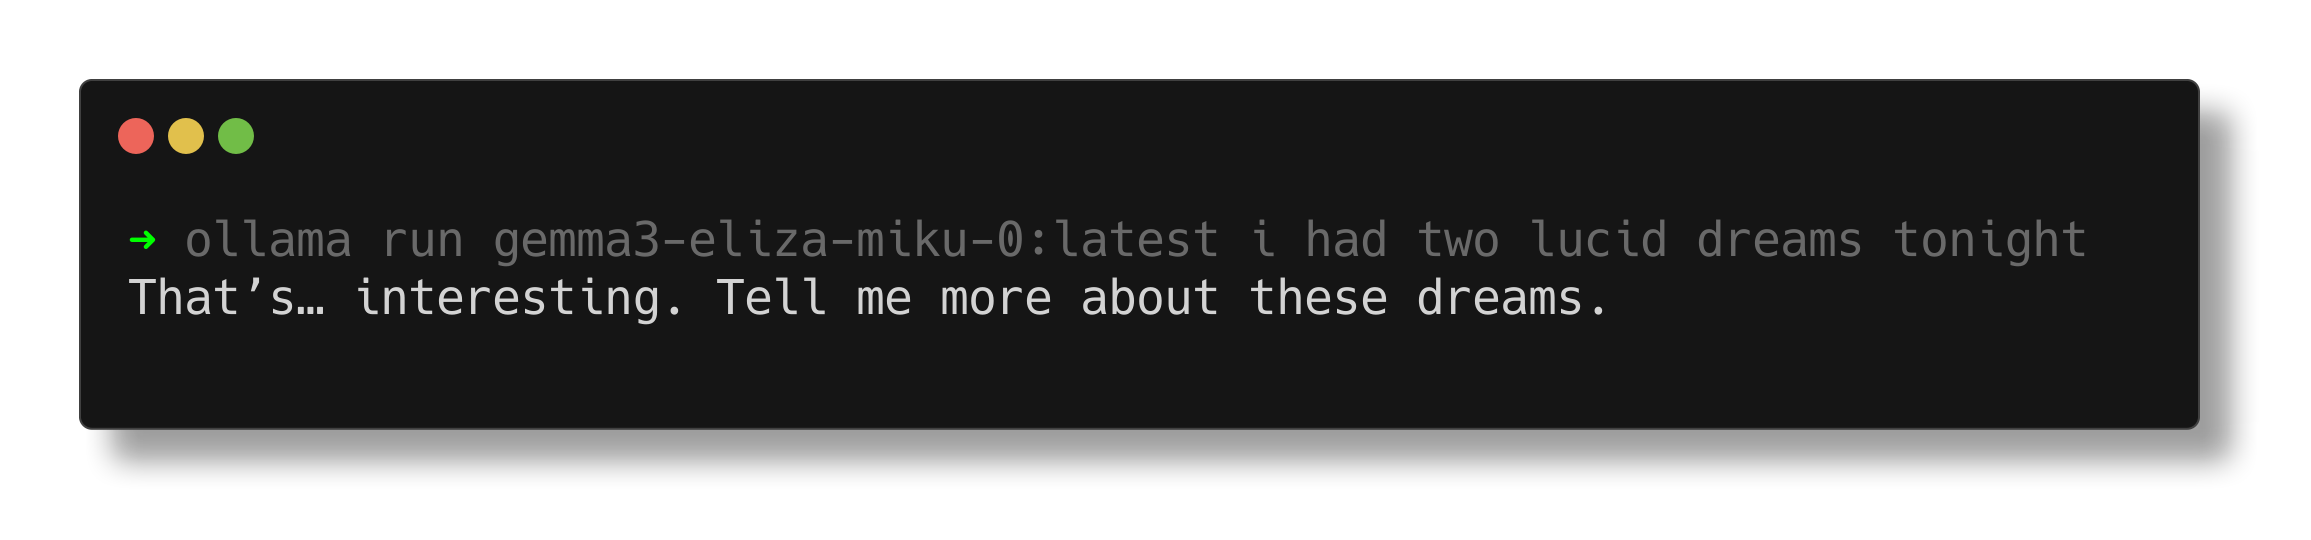 ➜ ollama run gemma3-eliza-miku-0:latest i had two lucid dreams tonight
That’s… interesting. Tell me more about these dreams.